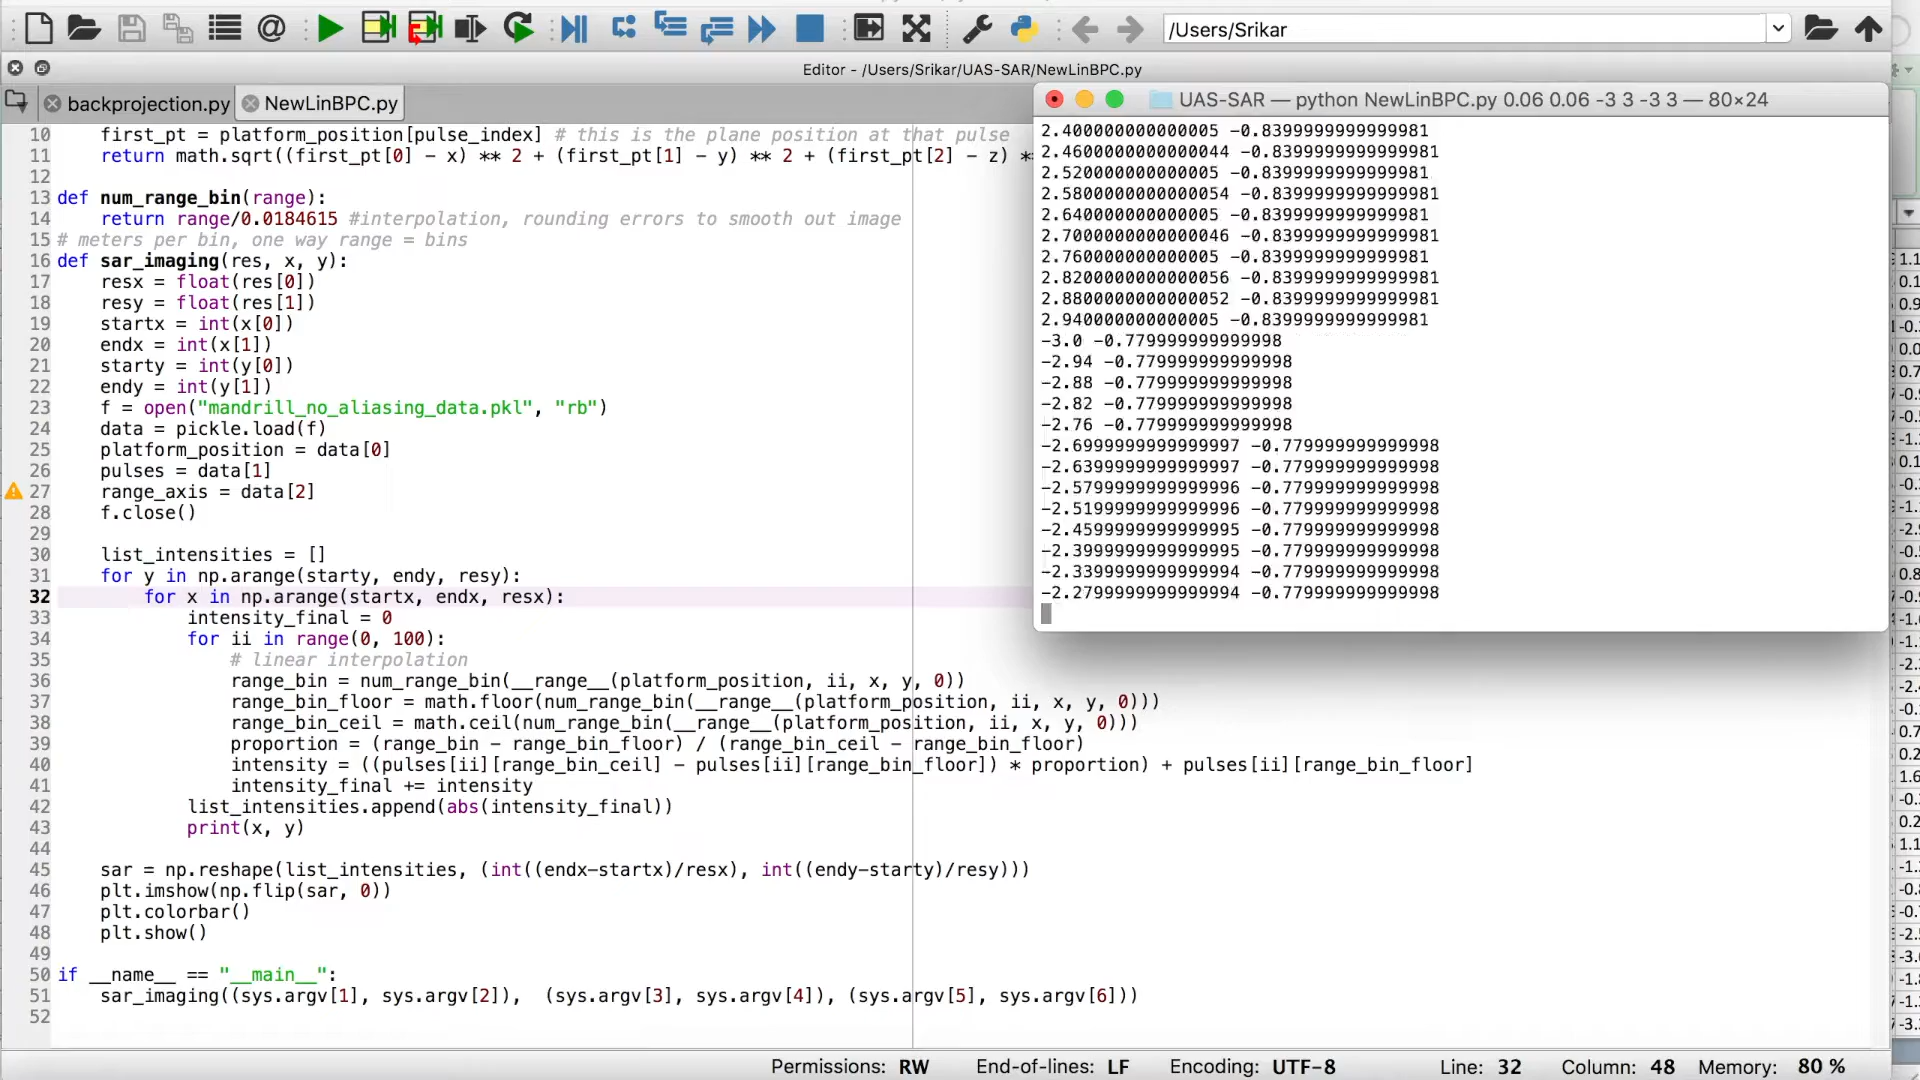 /Users/Srikar
Editor - /Users/Srikar/UAS-SAR/NewLinBPC.py
backprojection.py
NewLinBPC.py
10 first_pt = platform_position[pulse_index] # this is the plane position at that pulse
11 return math.sqrt((first_pt[0] - x) ** 2 + (first_pt[1] - y) ** 2 + (first_pt[2] - z) **
12
13 def num_range_bin(range):
14 return range/0.0184615 #interpolation, rounding errors to smooth out image
15 # meters per bin, one way range = bins
16 def sar_imaging(res, x, y):
17 resx = float(res[0])
18 resy = float(res[1])
19 startx = int(x[0])
20 endx = int(x[1])
21 starty = int(y[0])
22 endy = int(y[1])
23 f = open("mandrill_no_aliasing_data.pkl", "rb")
24 data = pickle.load(f)
25 platform_position = data[0]
26 pulses = data[1]
27 range_axis = data[2]
28 f.close()
29
30 list_intensities = []
31 for y in np.arange(starty, endy, resy):
32 for x in np.arange(startx, endx, resx):
33 intensity_final = 0
34 for ii in range(0, 100):
35 # linear interpolation
36 range_bin = num_range_bin(__range__(platform_position, ii, x, y, 0))
37 range_bin_floor = math.floor(num_range_bin(__range__(platform_position, ii, x, y, 0)))
38 range_bin_ceil = math.ceil(num_range_bin(__range__(platform_position, ii, x, y, 0)))
39 proportion = (range_bin - range_bin_floor) / (range_bin_ceil - range_bin_floor)
40 intensity = ((pulses[ii][range_bin_ceil] - pulses[ii][range_bin_floor]) * proportion) + pulses[ii][range_bin_floor]
41 intensity_final += intensity
42 list_intensities.append(abs(intensity_final))
43 print(x, y)
44
45 sar = np.reshape(list_intensities, (int((endx-startx)/resx), int((endy-starty)/resy)))
46 plt.imshow(np.flip(sar, 0))
47 plt.colorbar()
48 plt.show()
49
50 if __name__ == "__main__":
51 sar_imaging((sys.argv[1], sys.argv[2]), (sys.argv[3], sys.argv[4]), (sys.argv[5], sys.argv[6]))
52
UAS-SAR — python NewLinBPC.py 0.06 0.06 -3 3 -3 3 — 80×24
2.400000000000005 -0.8399999999999981
2.4600000000000044 -0.8399999999999981
2.520000000000005 -0.8399999999999981
2.5800000000000054 -0.8399999999999981
2.640000000000005 -0.8399999999999981
2.7000000000000046 -0.8399999999999981
2.760000000000005 -0.8399999999999981
2.8200000000000056 -0.8399999999999981
2.8800000000000052 -0.8399999999999981
2.940000000000005 -0.8399999999999981
-3.0 -0.779999999999998
-2.94 -0.779999999999998
-2.88 -0.779999999999998
-2.82 -0.779999999999998
-2.76 -0.779999999999998
-2.6999999999999997 -0.779999999999998
-2.6399999999999997 -0.779999999999998
-2.5799999999999996 -0.779999999999998
-2.5199999999999996 -0.779999999999998
-2.4599999999999995 -0.779999999999998
-2.3999999999999995 -0.779999999999998
-2.3399999999999994 -0.779999999999998
-2.2799999999999994 -0.779999999999998
Permissions: RW End-of-lines: LF Encoding: UTF-8 Line: 32 Column: 48 Memory: 80 %